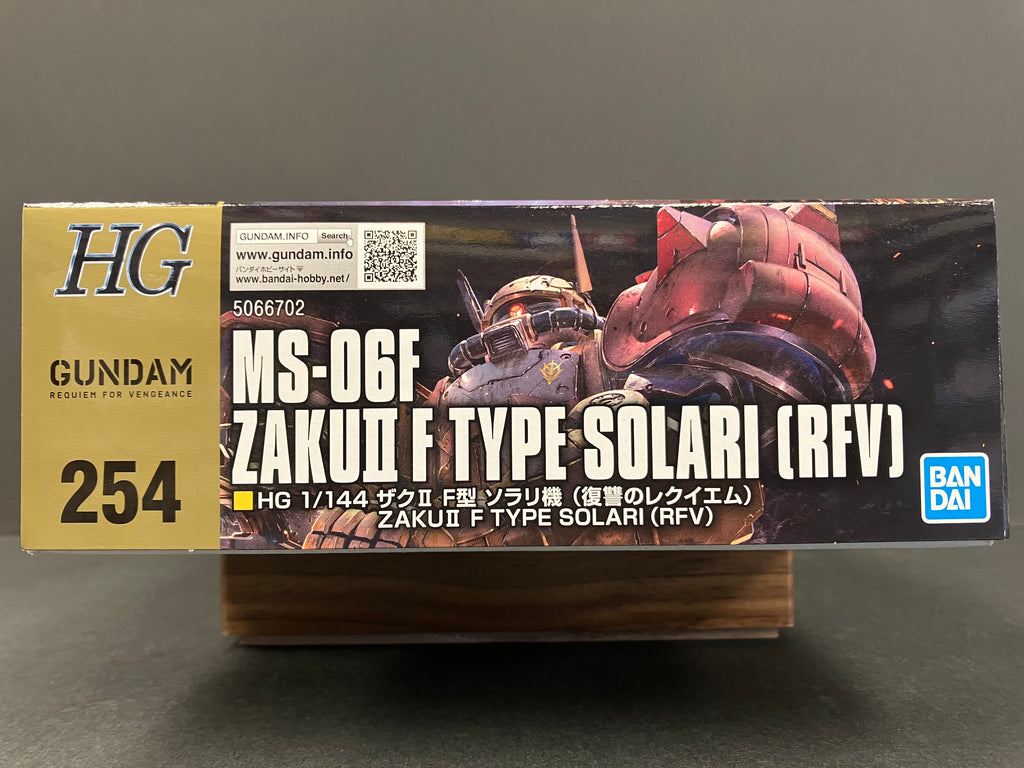 HG
GUNDAM
REQUIEM FOR VENGEANCE
254
GUNDAM.INFO Search
www.gundam.info
バンダイホビーサイト
www.bandai-hobby.net/
5066702
MS-06F
ZAKUⅡ F TYPE SOLARI (RFV)
HG 1/144 ザクⅡ F型 ソラリ機 (復讐のレクイエム)
ZAKUⅡ F TYPE SOLARI (RFV)
BAN
DAI